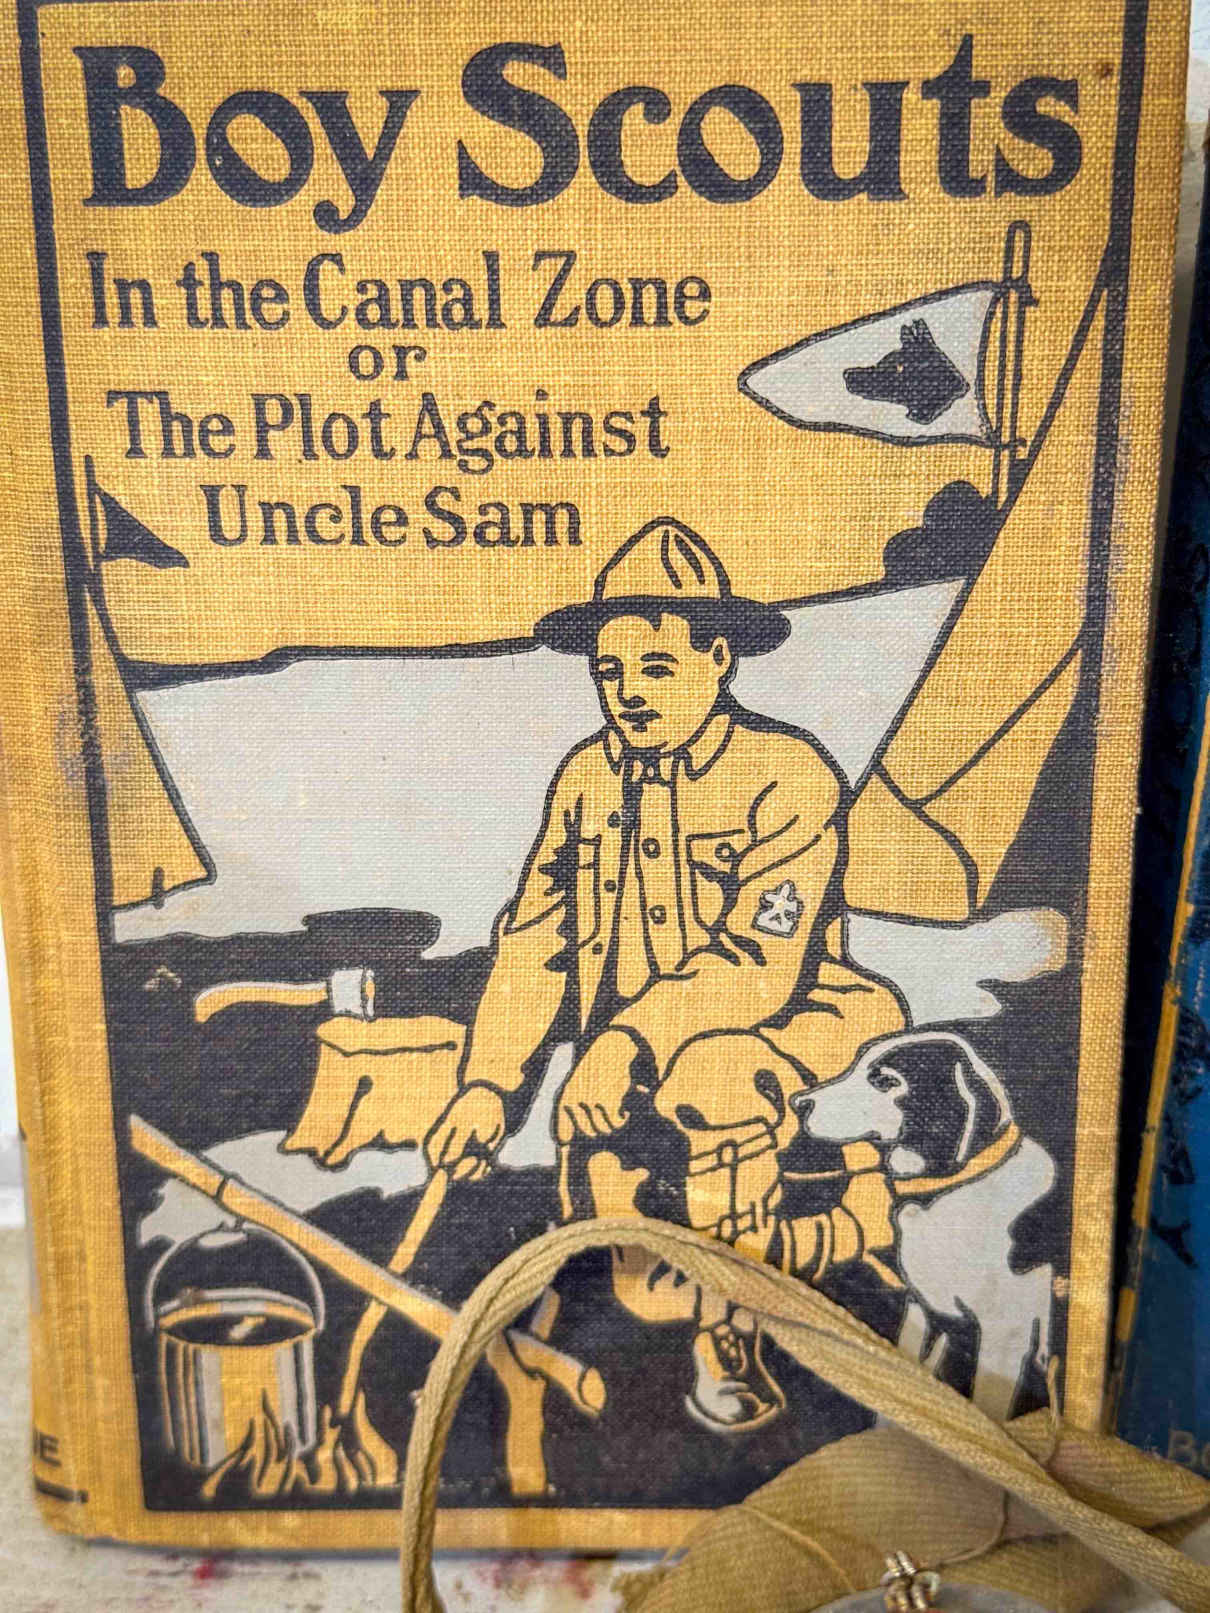 Boy Scouts
In the Canal Zone
or
The Plot Against
Uncle Sam